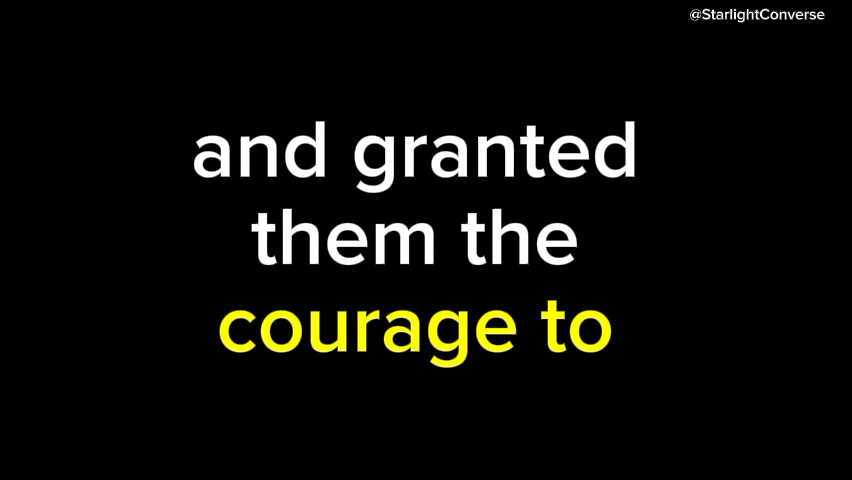 @StarlightConverse
and granted
them the
courage to